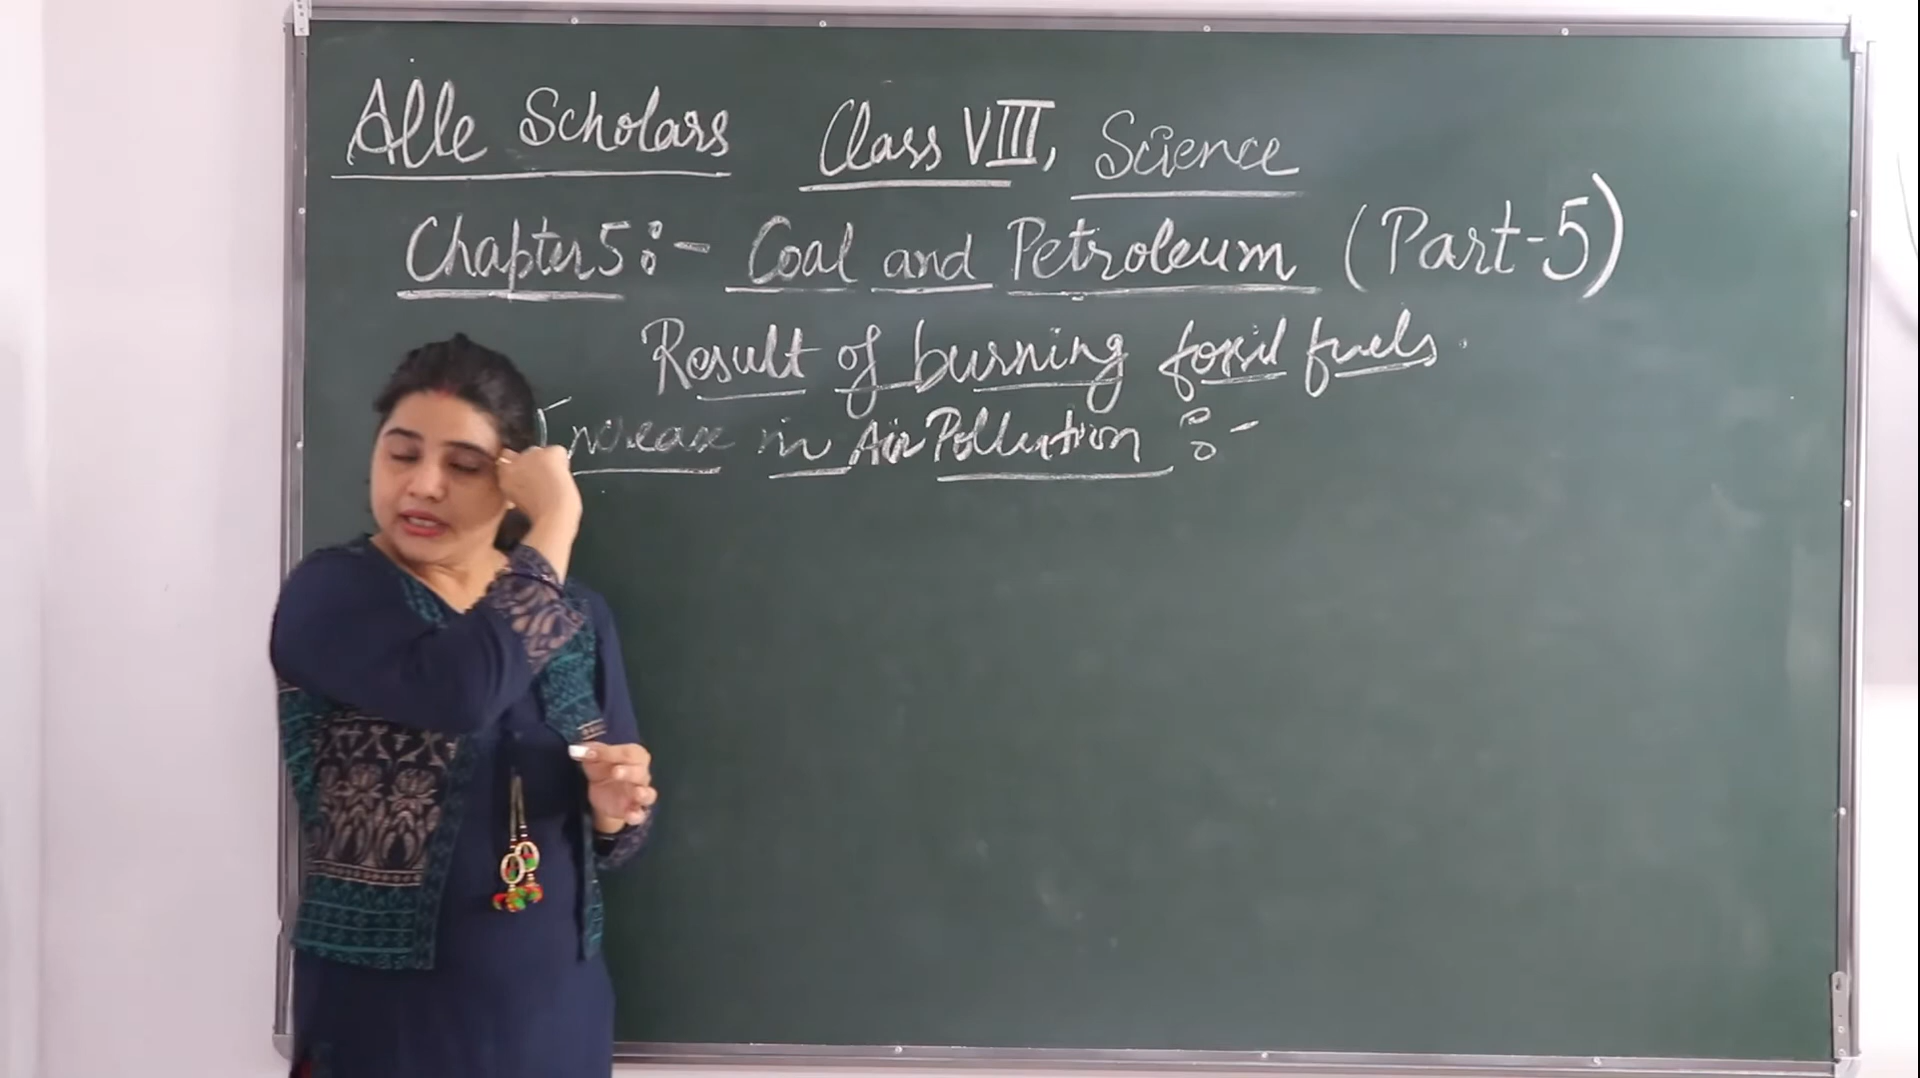 Alle Scholars Class VIII, Science
Chapter 5:- Coal and Petroleum (Part-5)
Result of burning fossil fuels.
Increase in Air Pollution :-